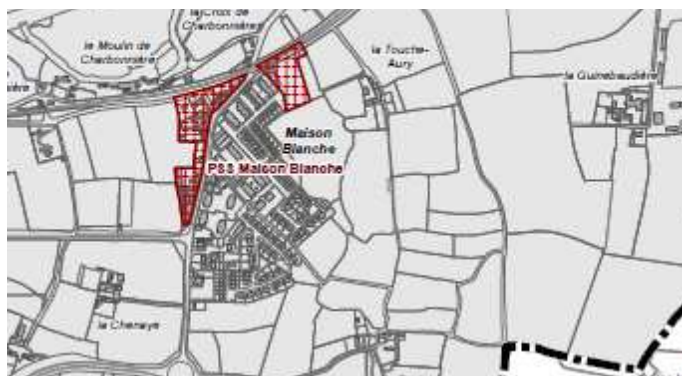 la Croix de
Charbonnière
le Moulin de
Charbonnière
ière
la Touche-
Aury
la Guinebaudière
Maison
Blanche
PSS Maison Blanche
la Chenaye